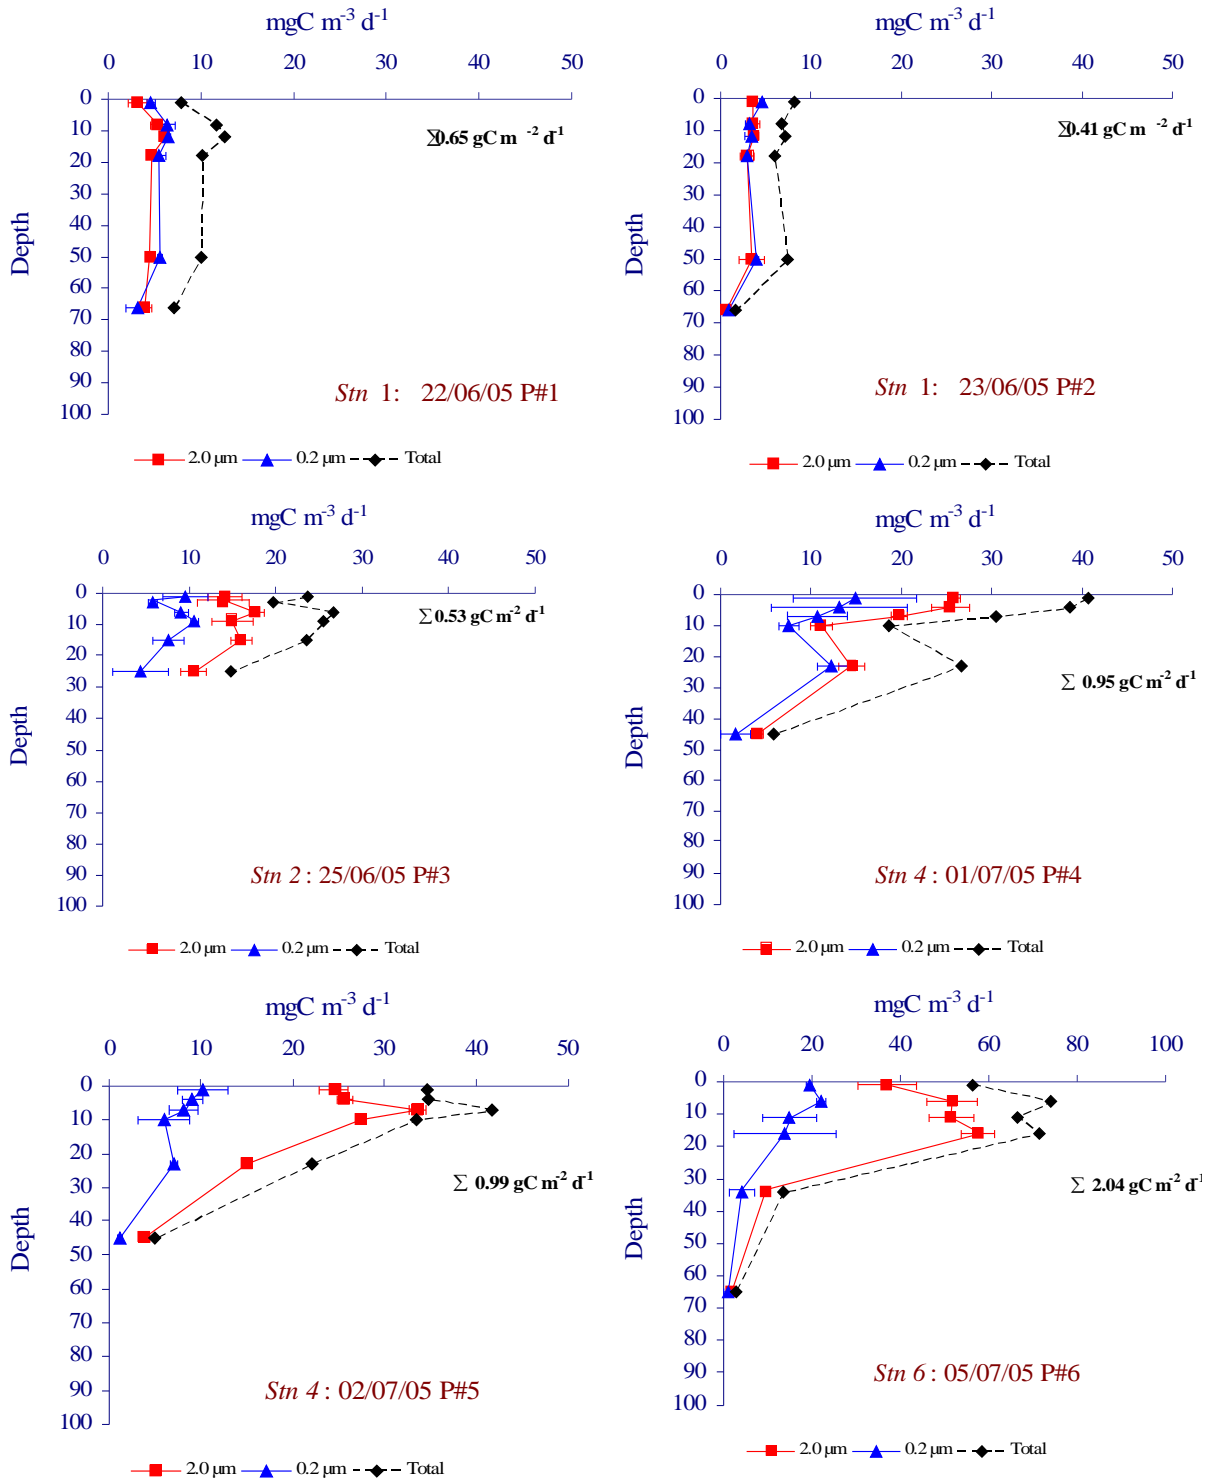 mgC m⁻³ d⁻¹
0 10 20 30 40 50
0
10
20
30
40
50
60
70
80
90
100
Depth
∑0.65 gC m⁻² d⁻¹
Stn 1: 22/06/05 P#1
2.0 µm 0.2 µm Total
mgC m⁻³ d⁻¹
0 10 20 30 40 50
0
10
20
30
40
50
60
70
80
90
100
Depth
∑0.41 gC m⁻² d⁻¹
Stn 1: 23/06/05 P#2
2.0 µm 0.2 µm Total
mgC m⁻³ d⁻¹
0 10 20 30 40 50
0
10
20
30
40
50
60
70
80
90
100
Depth
∑ 0.53 gC m⁻² d⁻¹
Stn 2 : 25/06/05 P#3
2.0 µm 0.2 µm Total
mgC m⁻³ d⁻¹
0 10 20 30 40 50
0
10
20
30
40
50
60
70
80
90
100
Depth
∑ 0.95 gC m⁻² d⁻¹
Stn 4 : 01/07/05 P#4
2.0 µm 0.2 µm Total
mgC m⁻³ d⁻¹
0 10 20 30 40 50
0
10
20
30
40
50
60
70
80
90
100
Depth
∑ 0.99 gC m⁻² d⁻¹
Stn 4 : 02/07/05 P#5
2.0 µm 0.2 µm Total
mgC m⁻³ d⁻¹
0 20 40 60 80 100
0
10
20
30
40
50
60
70
80
90
100
Depth
∑ 2.04 gC m⁻² d⁻¹
Stn 6 : 05/07/05 P#6
2.0 µm 0.2 µm Total